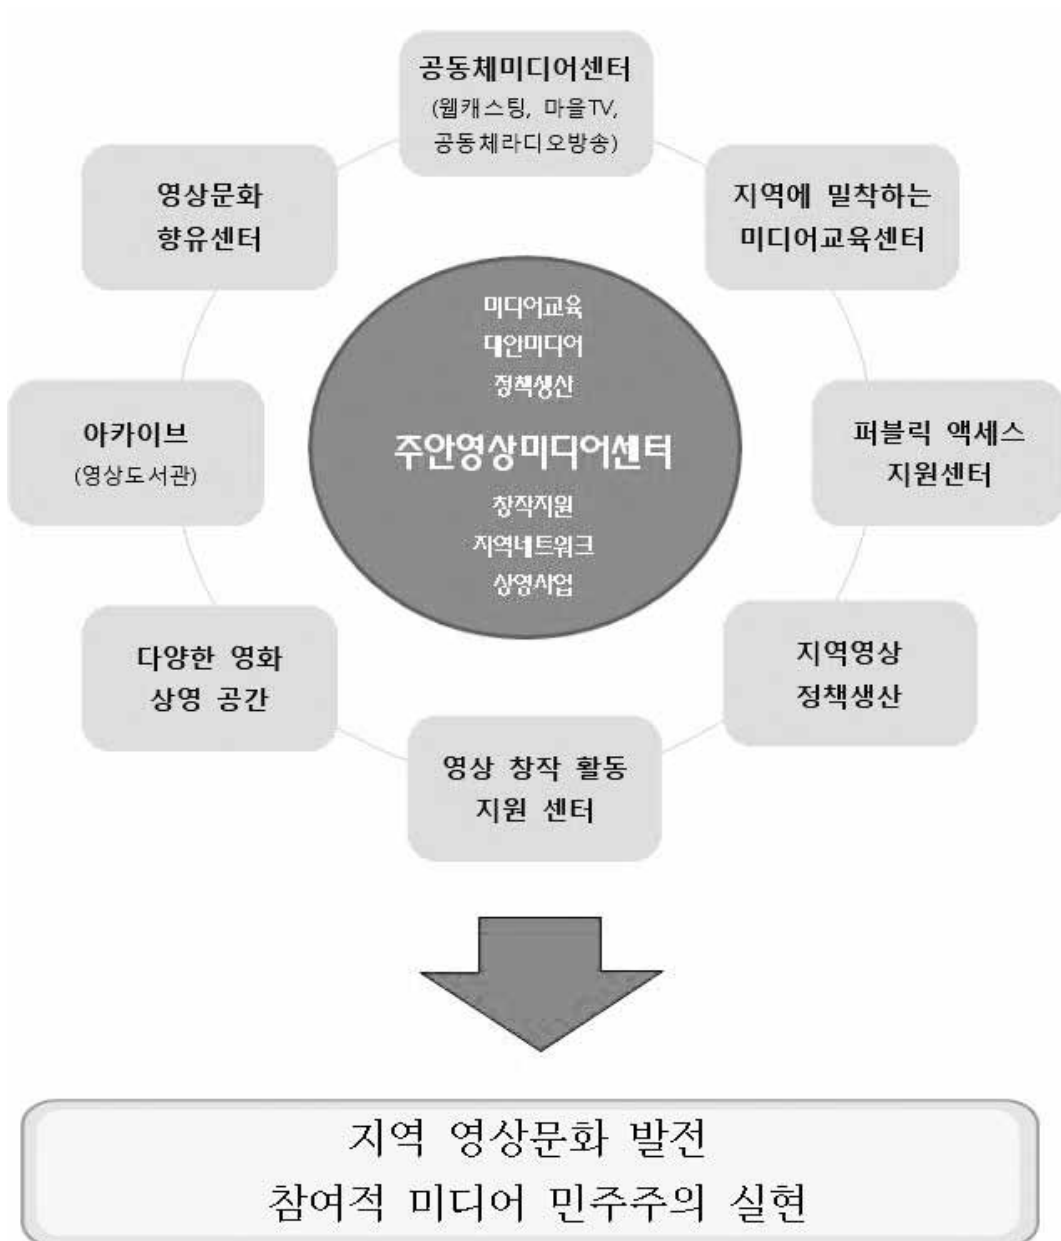 공동체미디어센터
(웹캐스팅, 마을TV,
공동체라디오방송)
영상문화
향유센터
지역에 밀착하는
미디어교육센터
미디어교육
대안미디어
정책생산
주안영상미디어센터
창작지원
지역네트워크
상영사업
아카이브
(영상도서관)
퍼블릭 액세스
지원센터
다양한 영화
상영 공간
지역영상
정책생산
영상 창작 활동
지원 센터
지역 영상문화 발전
참여적 미디어 민주주의 실현